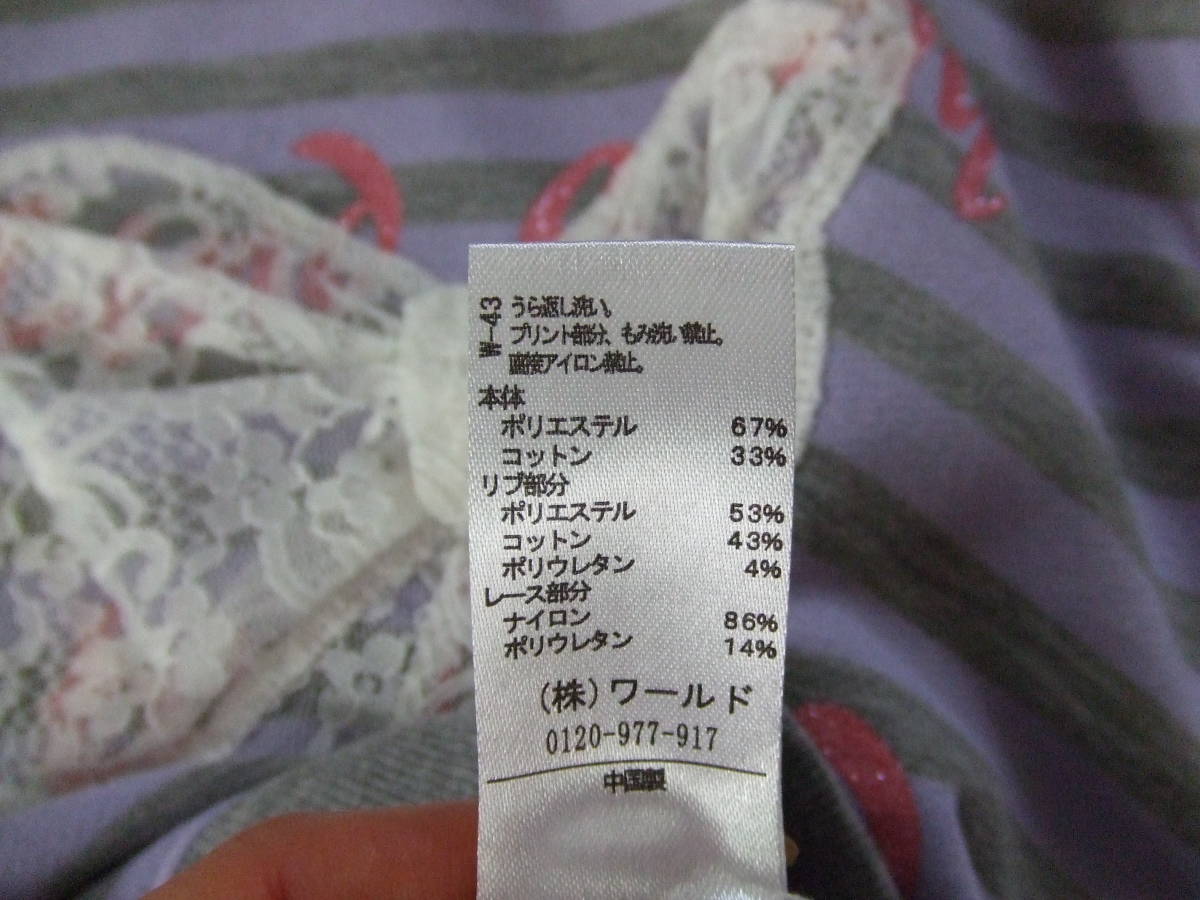 W-43
うら返し洗い。
プリント部分、もみ洗い禁止。
直接アイロン禁止。
本体
ポリエステル 67%
コットン 33%
リブ部分
ポリエステル 53%
コットン 43%
ポリウレタン 4%
レース部分
ナイロン 86%
ポリウレタン 14%
(株)ワールド
0120-977-917
中国製